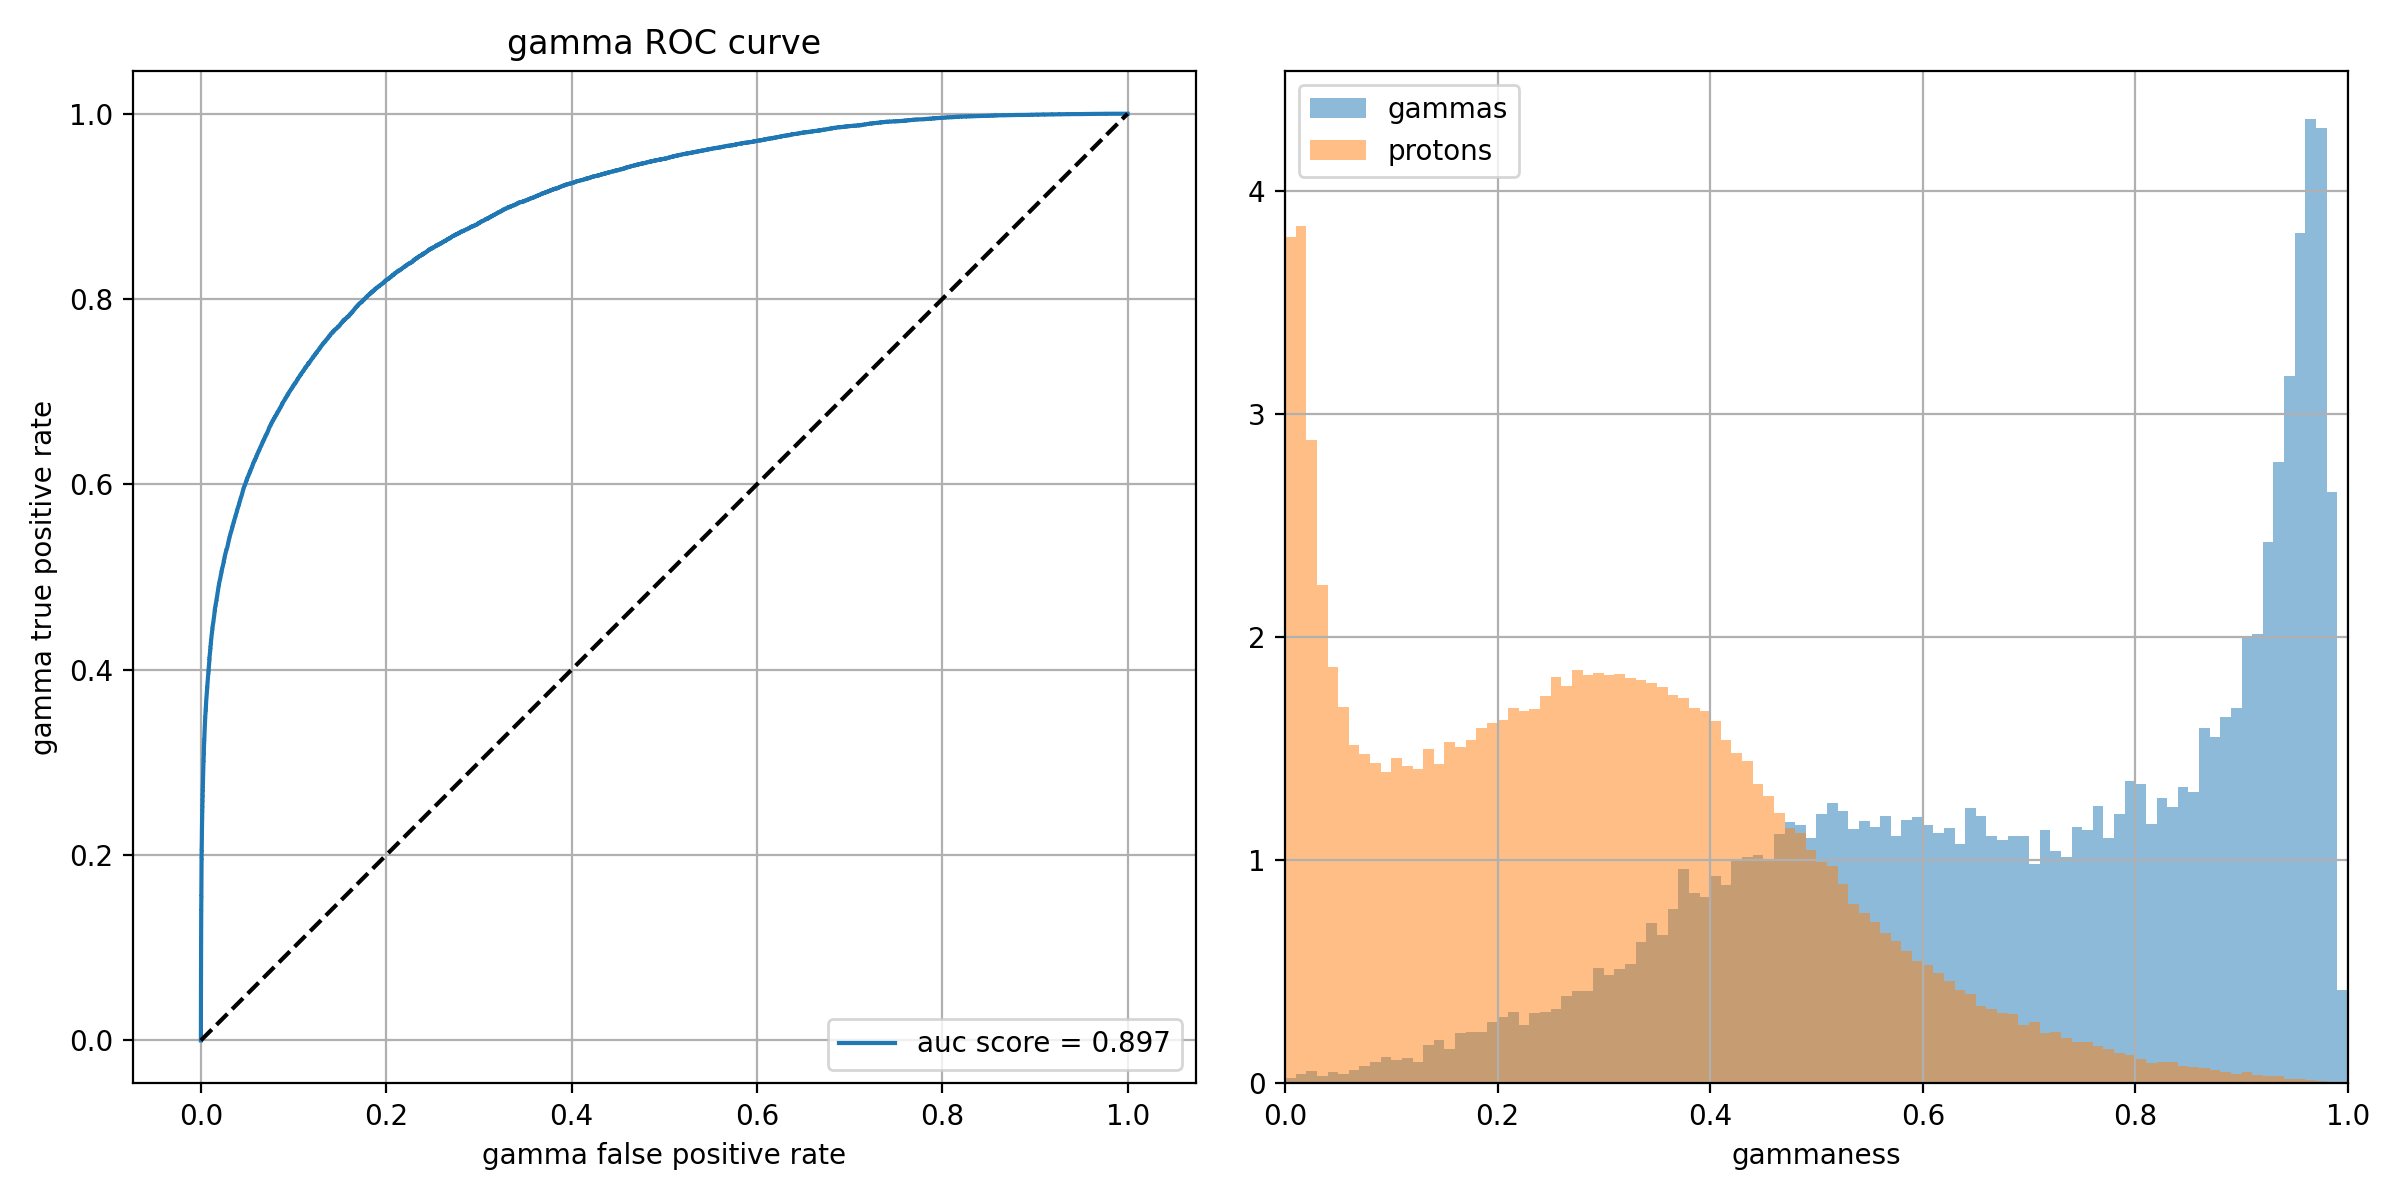 gamma ROC curve
gamma true positive rate
1.0
0.8
0.6
0.4
0.2
0.0
auc score = 0.897
0.0 0.2 0.4 0.6 0.8 1.0
gamma false positive rate
gammas
protons
4
3
2
1
0
0.0 0.2 0.4 0.6 0.8 1.0
gammaness